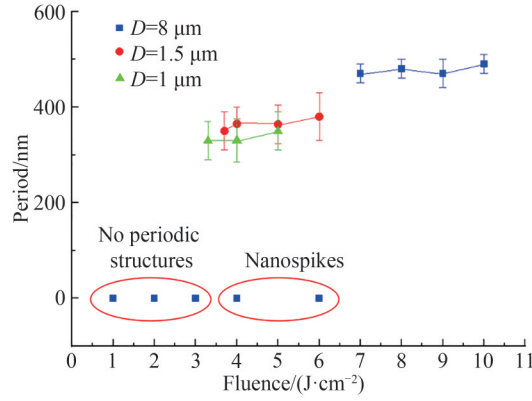 600
400
200
0
Period/nm
D=8 μm
D=1.5 μm
D=1 μm
No periodic
structures
Nanospikes
0 1 2 3 4 5 6 7 8 9 10 11
Fluence/(J·cm⁻²)